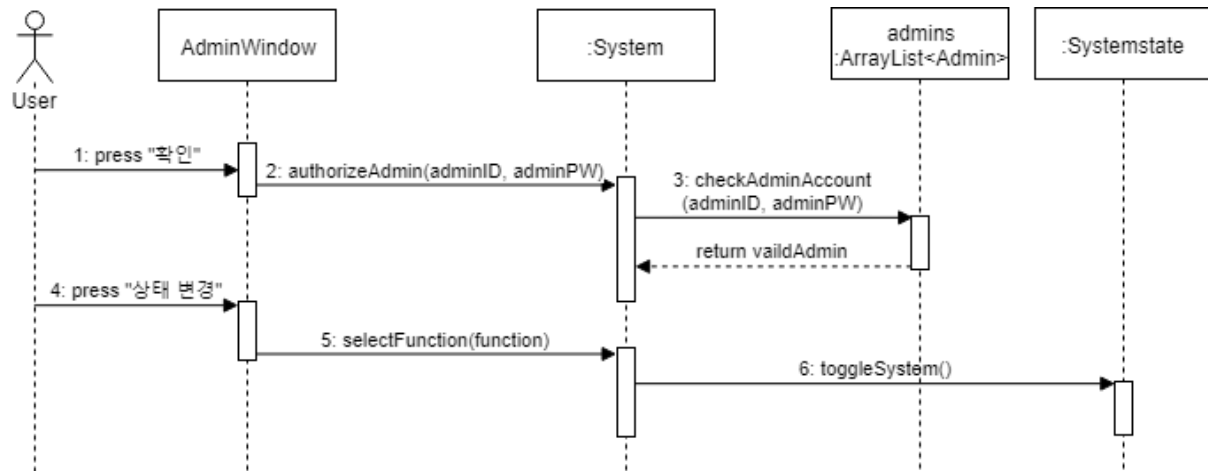 AdminWindow
:System
admins
:ArrayList<Admin>
:Systemstate
User
1: press "확인"
2: authorizeAdmin(adminID, adminPW)
3: checkAdminAccount
(adminID, adminPW)
return vaildAdmin
4: press "상태 변경"
5: selectFunction(function)
6: toggleSystem()